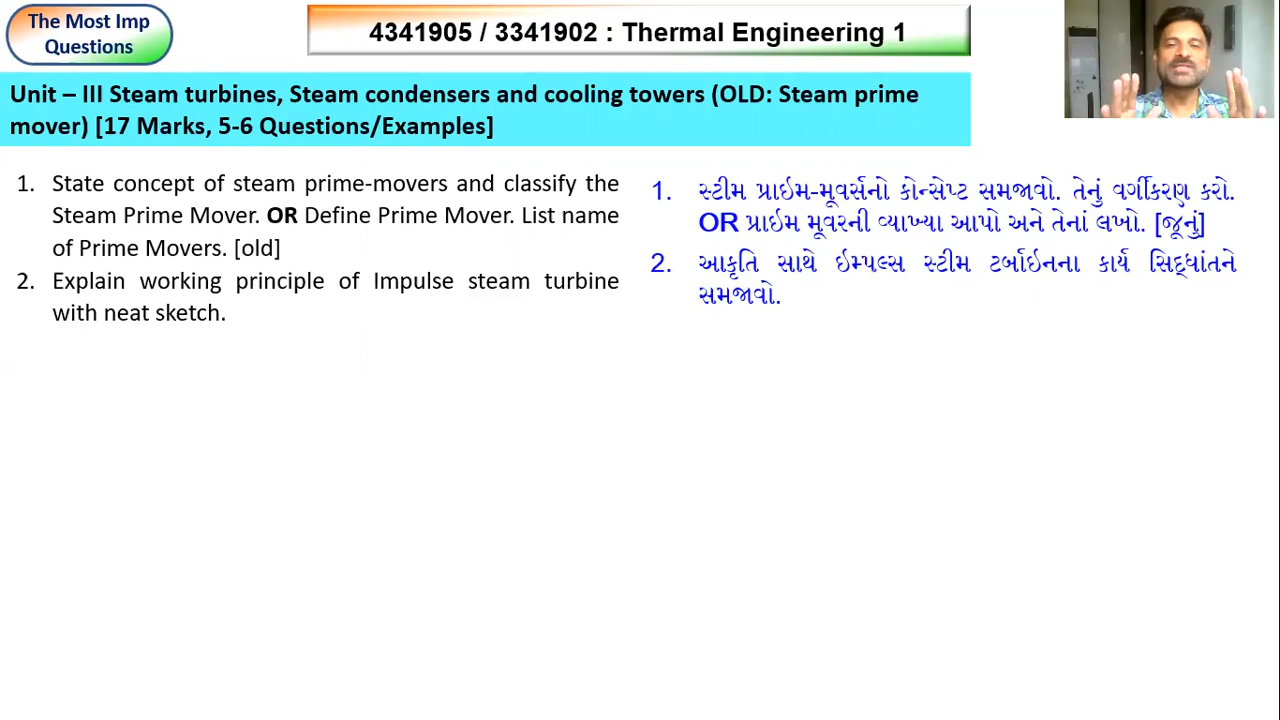 The Most Imp
Questions
4341905 / 3341902 : Thermal Engineering 1
Unit – III Steam turbines, Steam condensers and cooling towers (OLD: Steam prime
mover) [17 Marks, 5-6 Questions/Examples]
1. State concept of steam prime-movers and classify the
Steam Prime Mover. OR Define Prime Mover. List name
of Prime Movers. [old]
2. Explain working principle of Impulse steam turbine
with neat sketch.
1. સ્ટીમ પ્રાઇમ-મૂવર્સનો કોન્સેપ્ટ સમજાવો. તેનું વર્ગીકરણ કરો.
OR પ્રાઇમ મૂવરની વ્યાખ્યા આપો અને તેનાં લખો. [જૂનું]
2. આકૃતિ સાથે ઇમ્પલ્સ સ્ટીમ ટર્બાઇનના કાર્ય સિદ્ધાંતને
સમજાવો.